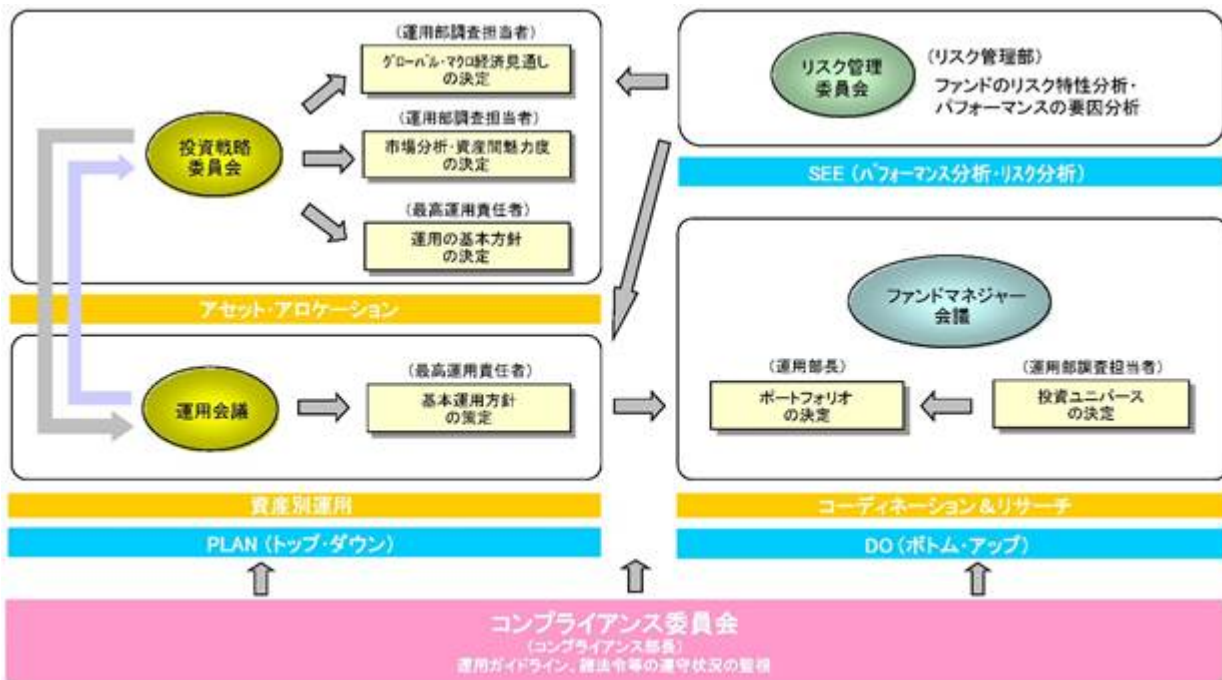 (運用部調査担当者)
グローバル・マクロ経済見通し
の決定
(運用部調査担当者)
市場分析・資産間魅力度
の決定
(最高運用責任者)
運用の基本方針
の決定
投資戦略
委員会
アセット・アロケーション
リスク管理
委員会
(リスク管理部)
ファンドのリスク特性分析・
パフォーマンスの要因分析
SEE (パフォーマンス分析・リスク分析)
運用会議
(最高運用責任者)
基本運用方針
の策定
資産別運用
PLAN (トップ・ダウン)
ファンドマネジャー
会議
(運用部長)
ポートフォリオ
の決定
(運用部調査担当者)
投資ユニバース
の決定
コーディネーション&リサーチ
DO (ボトム・アップ)
コンプライアンス委員会
(コンプライアンス部長)
運用ガイドライン、諸法令等の遵守状況の監視